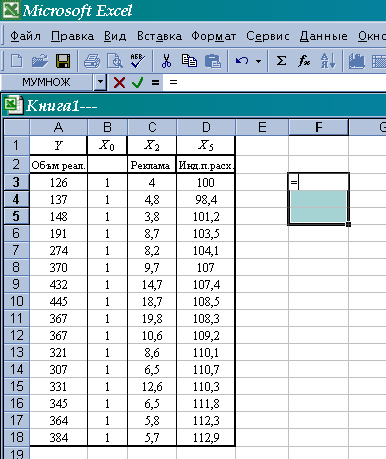 Microsoft Excel
Файл Правка Вид Вставка Формат Сервис Данные Окно
ABC Σ fx А Я
МУМНОЖ =  =
Книга1---
A B C D E F G
1 Y X0 X2 X5
2 Объм реал. Реклама Инд.п.расх.
3 126 1 4 100 =
4 137 1 4,8 98,4
5 148 1 3,8 101,2
6 191 1 8,7 103,5
7 274 1 8,2 104,1
8 370 1 9,7 107
9 432 1 14,7 107,4
10 445 1 18,7 108,5
11 367 1 19,8 108,3
12 367 1 10,6 109,2
13 321 1 8,6 110,1
14 307 1 6,5 110,7
15 331 1 12,6 110,3
16 345 1 6,5 111,8
17 364 1 5,8 112,3
18 384 1 5,7 112,9